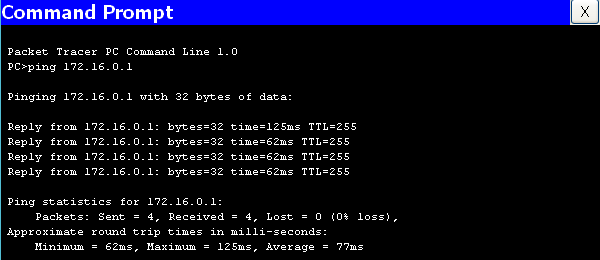 Command Prompt X
Packet Tracer PC Command Line 1.0
PC>ping 172.16.0.1
Pinging 172.16.0.1 with 32 bytes of data:
Reply from 172.16.0.1: bytes=32 time=125ms TTL=255
Reply from 172.16.0.1: bytes=32 time=62ms TTL=255
Reply from 172.16.0.1: bytes=32 time=62ms TTL=255
Reply from 172.16.0.1: bytes=32 time=62ms TTL=255
Ping statistics for 172.16.0.1:
Packets: Sent = 4, Received = 4, Lost = 0 (0% loss),
Approximate round trip times in milli-seconds:
Minimum = 62ms, Maximum = 125ms, Average = 77ms